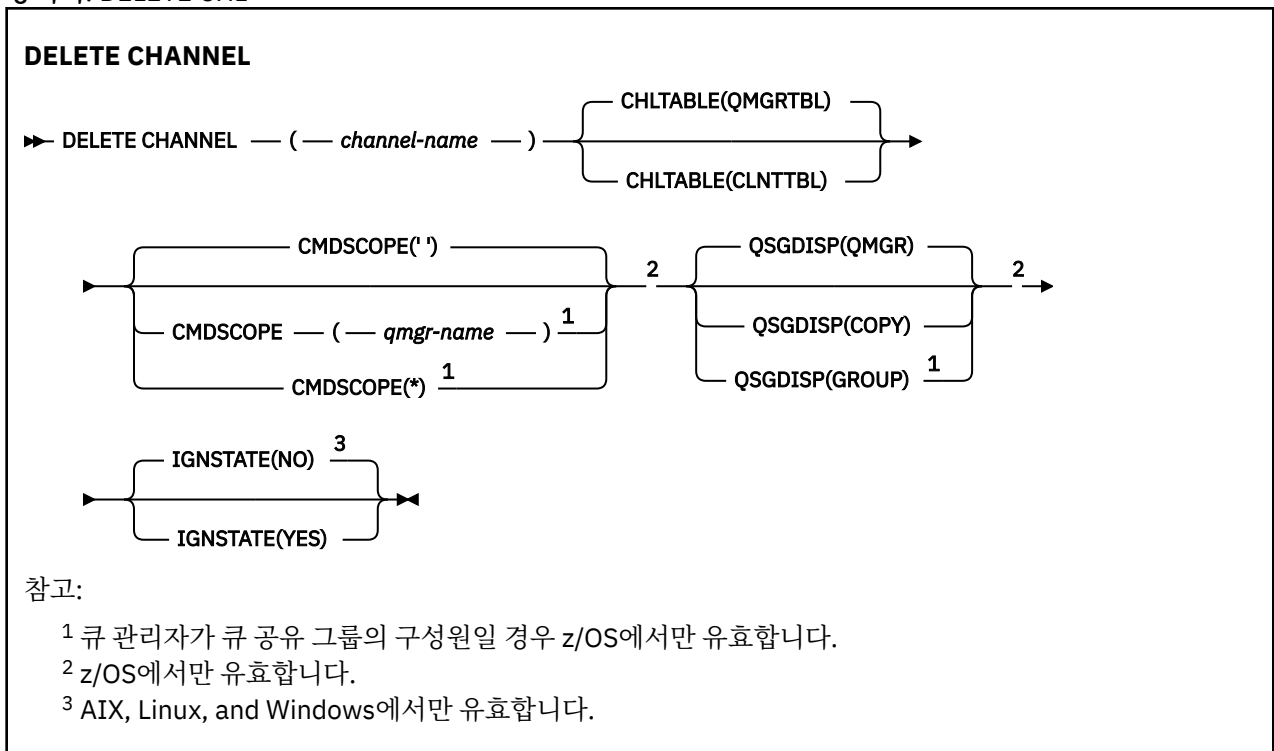 DELETE CHANNEL
CHLTABLE(QMGRTBL)
DELETE CHANNEL ( channel-name )
CHLTABLE(CLNTTBL)
CMDSCOPE(' ') 2 QSGDISP(QMGR) 2
CMDSCOPE ( qmgr-name ) 1 QSGDISP(COPY)
CMDSCOPE(*) 1 QSGDISP(GROUP) 1
IGNSTATE(NO) 3
IGNSTATE(YES)
참고:
1 큐 관리자가 큐 공유 그룹의 구성원일 경우 z/OS에서만 유효합니다.
2 z/OS에서만 유효합니다.
3 AIX, Linux, and Windows에서만 유효합니다.